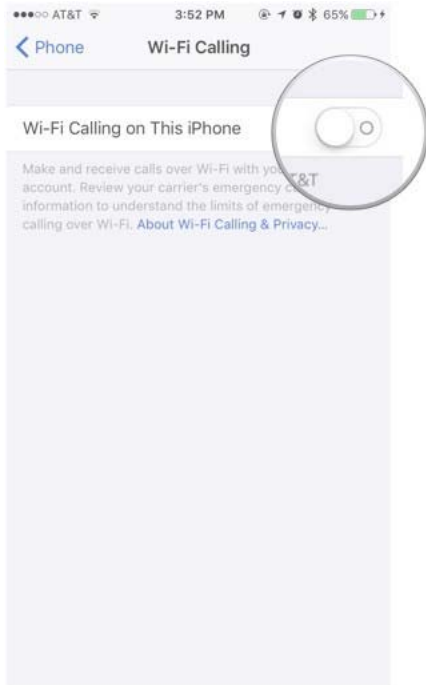 AT&T 3:52 PM 65%
Phone Wi-Fi Calling
Wi-Fi Calling on This iPhone
Make and receive calls over Wi-Fi with AT&T
account. Review your carrier's emergency
information to understand the limits of emergency
calling over Wi-Fi. About Wi-Fi Calling & Privacy...